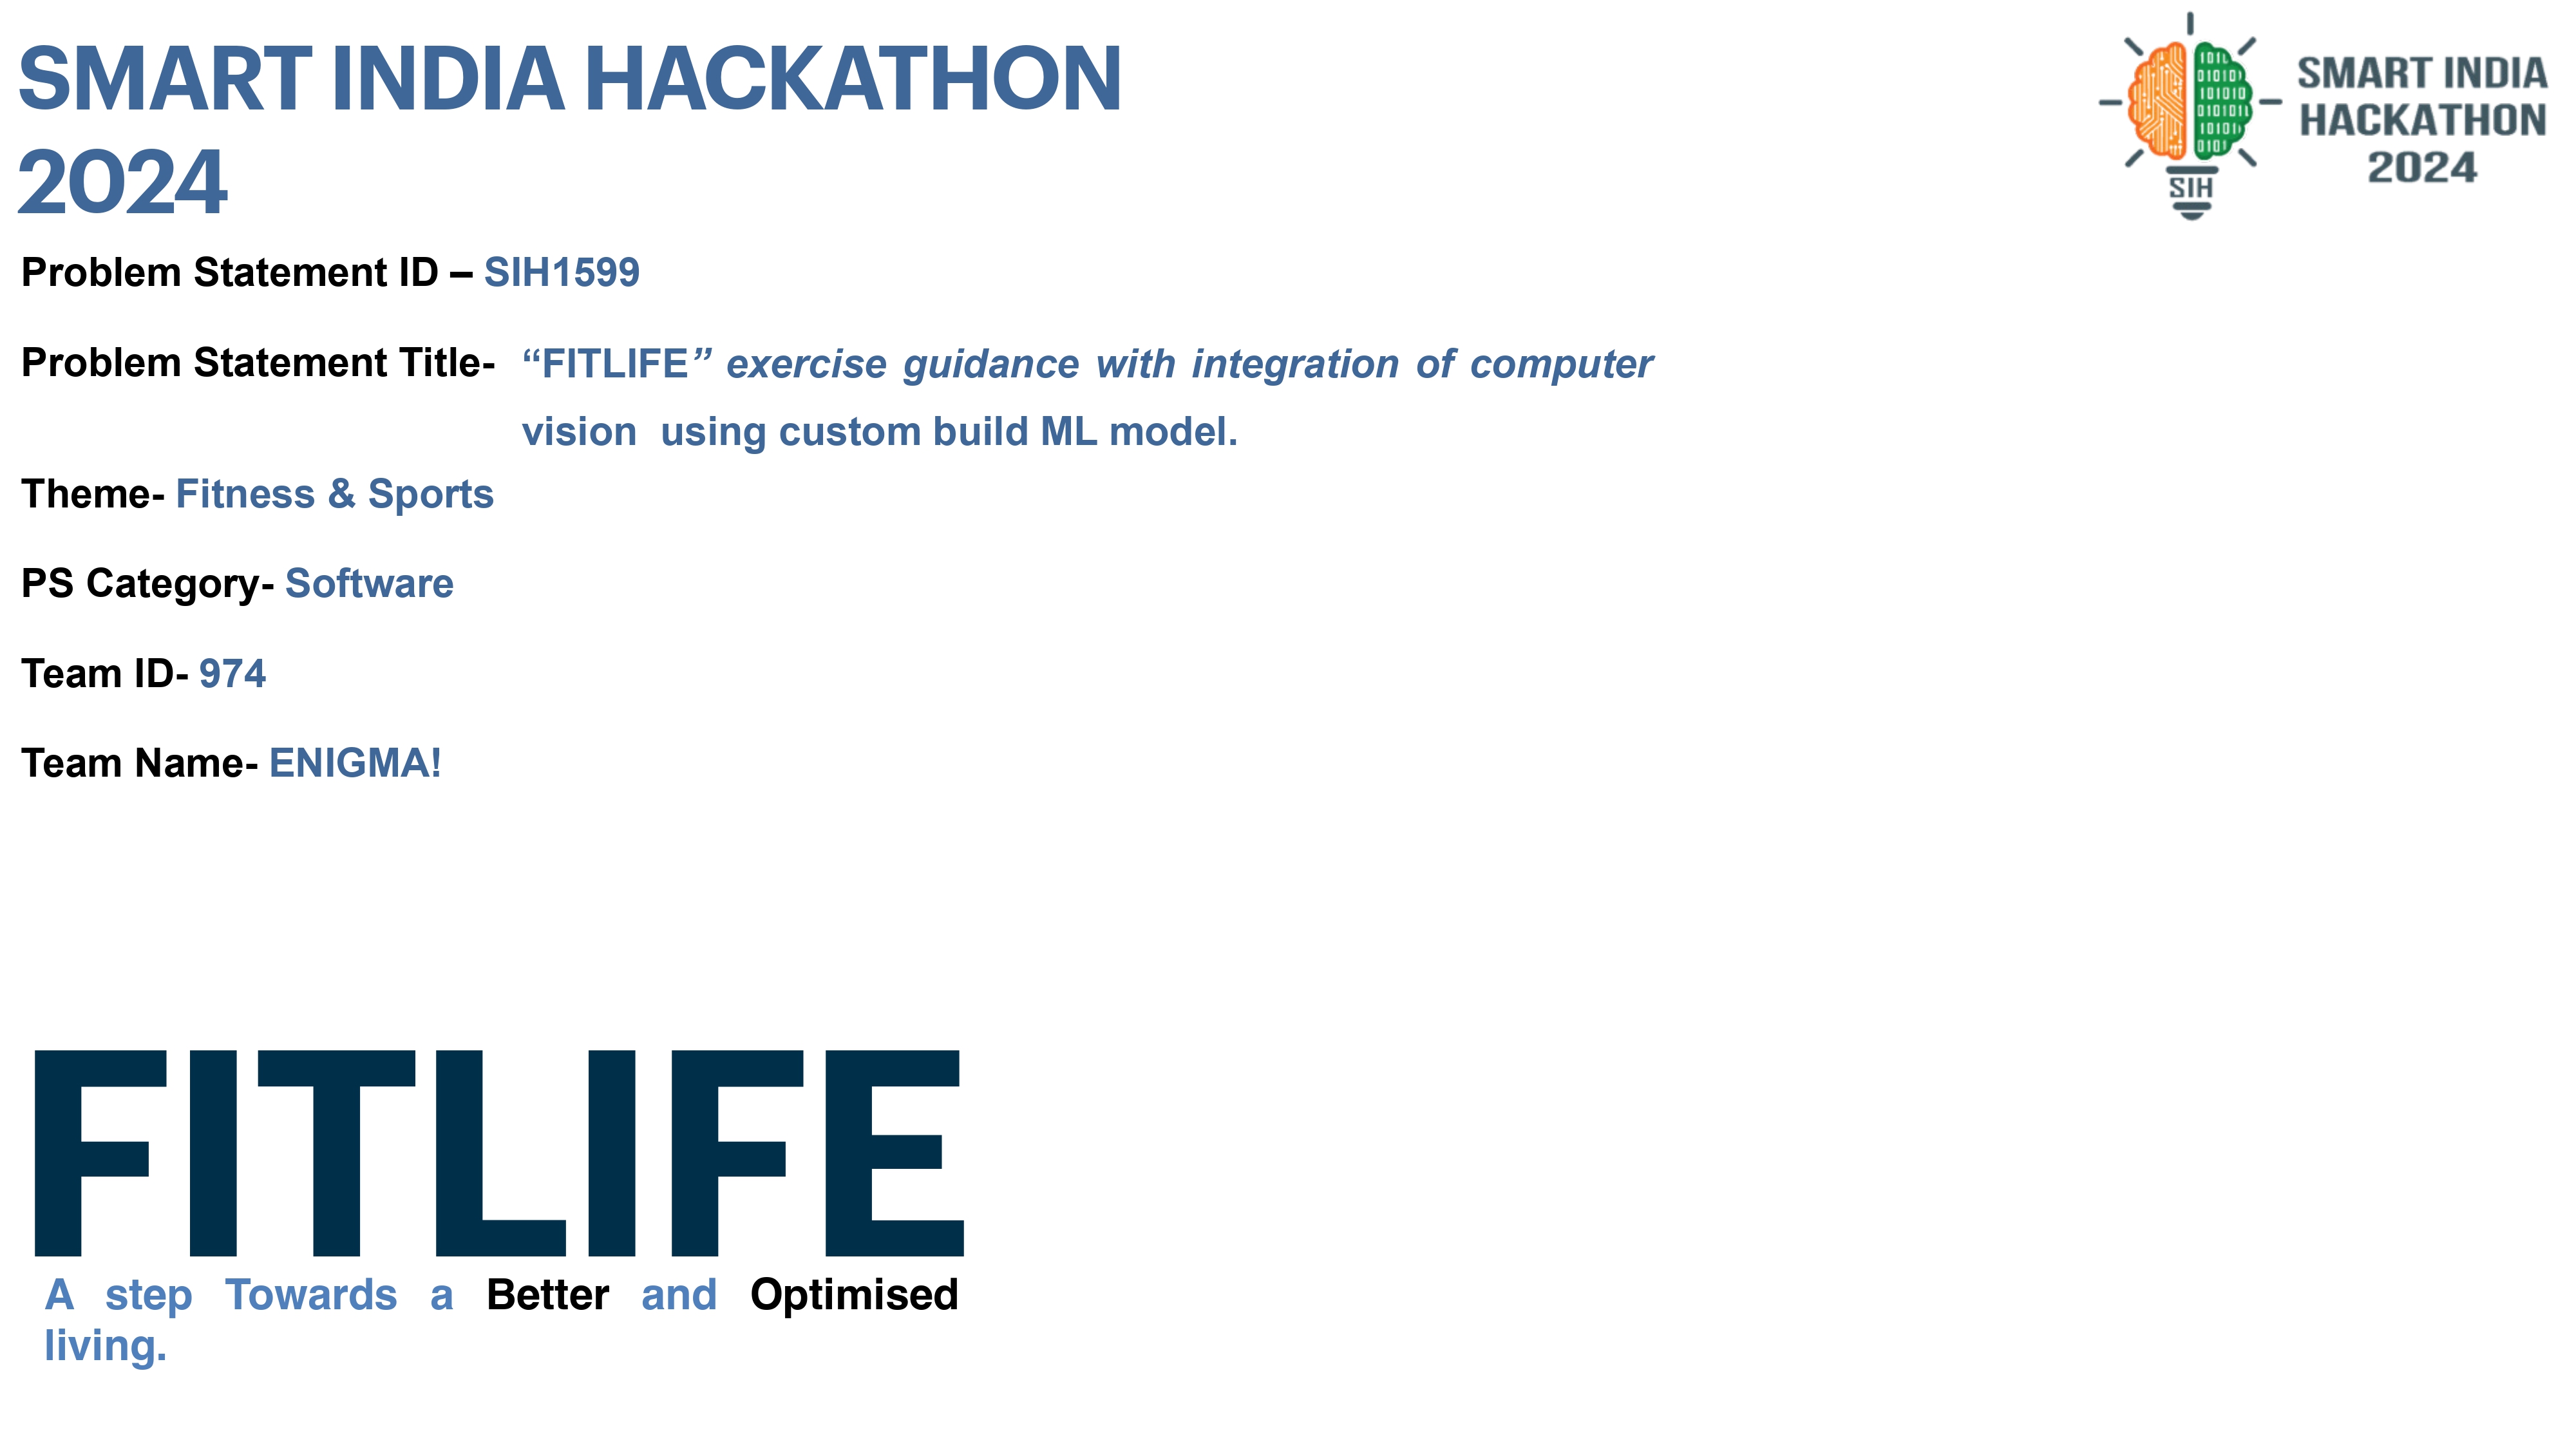 SMART INDIA HACKATHON
2024
SMART INDIA
HACKATHON
2024
SIH
Problem Statement ID – SIH1599
Problem Statement Title- “FITLIFE” exercise guidance with integration of computer
vision using custom build ML model.
Theme- Fitness & Sports
PS Category- Software
Team ID- 974
Team Name- ENIGMA!
FITLIFE
A step Towards a Better and Optimised
living.